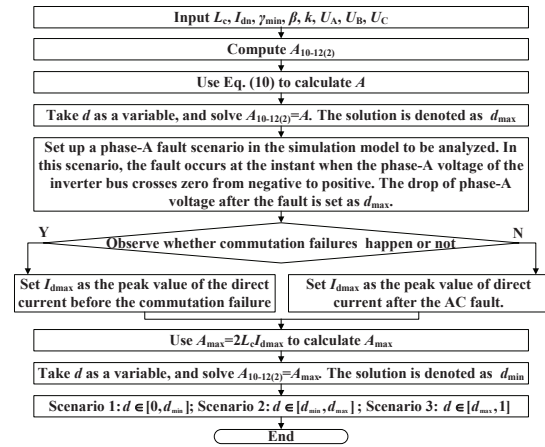 Input L_c, I_dn, γ_min, β, k, U_A, U_B, U_C
Compute A_10-12(2)
Use Eq. (10) to calculate A
Take d as a variable, and solve A_10-12(2)=A. The solution is denoted as d_max
Set up a phase-A fault scenario in the simulation model to be analyzed. In
this scenario, the fault occurs at the instant when the phase-A voltage of the
inverter bus crosses zero from negative to positive. The drop of phase-A
voltage after the fault is set as d_max.
Y
N
Observe whether commutation failures happen or not
Set I_dmax as the peak value of the direct
current before the commutation failure
Set I_dmax as the peak value of direct
current after the AC fault.
Use A_max=2L_cI_dmax to calculate A_max
Take d as a variable, and solve A_10-12(2)=A_max. The solution is denoted as d_min
Scenario 1: d∈[0,d_min]; Scenario 2: d∈[d_min,d_max] ; Scenario 3: d∈[d_max,1]
End